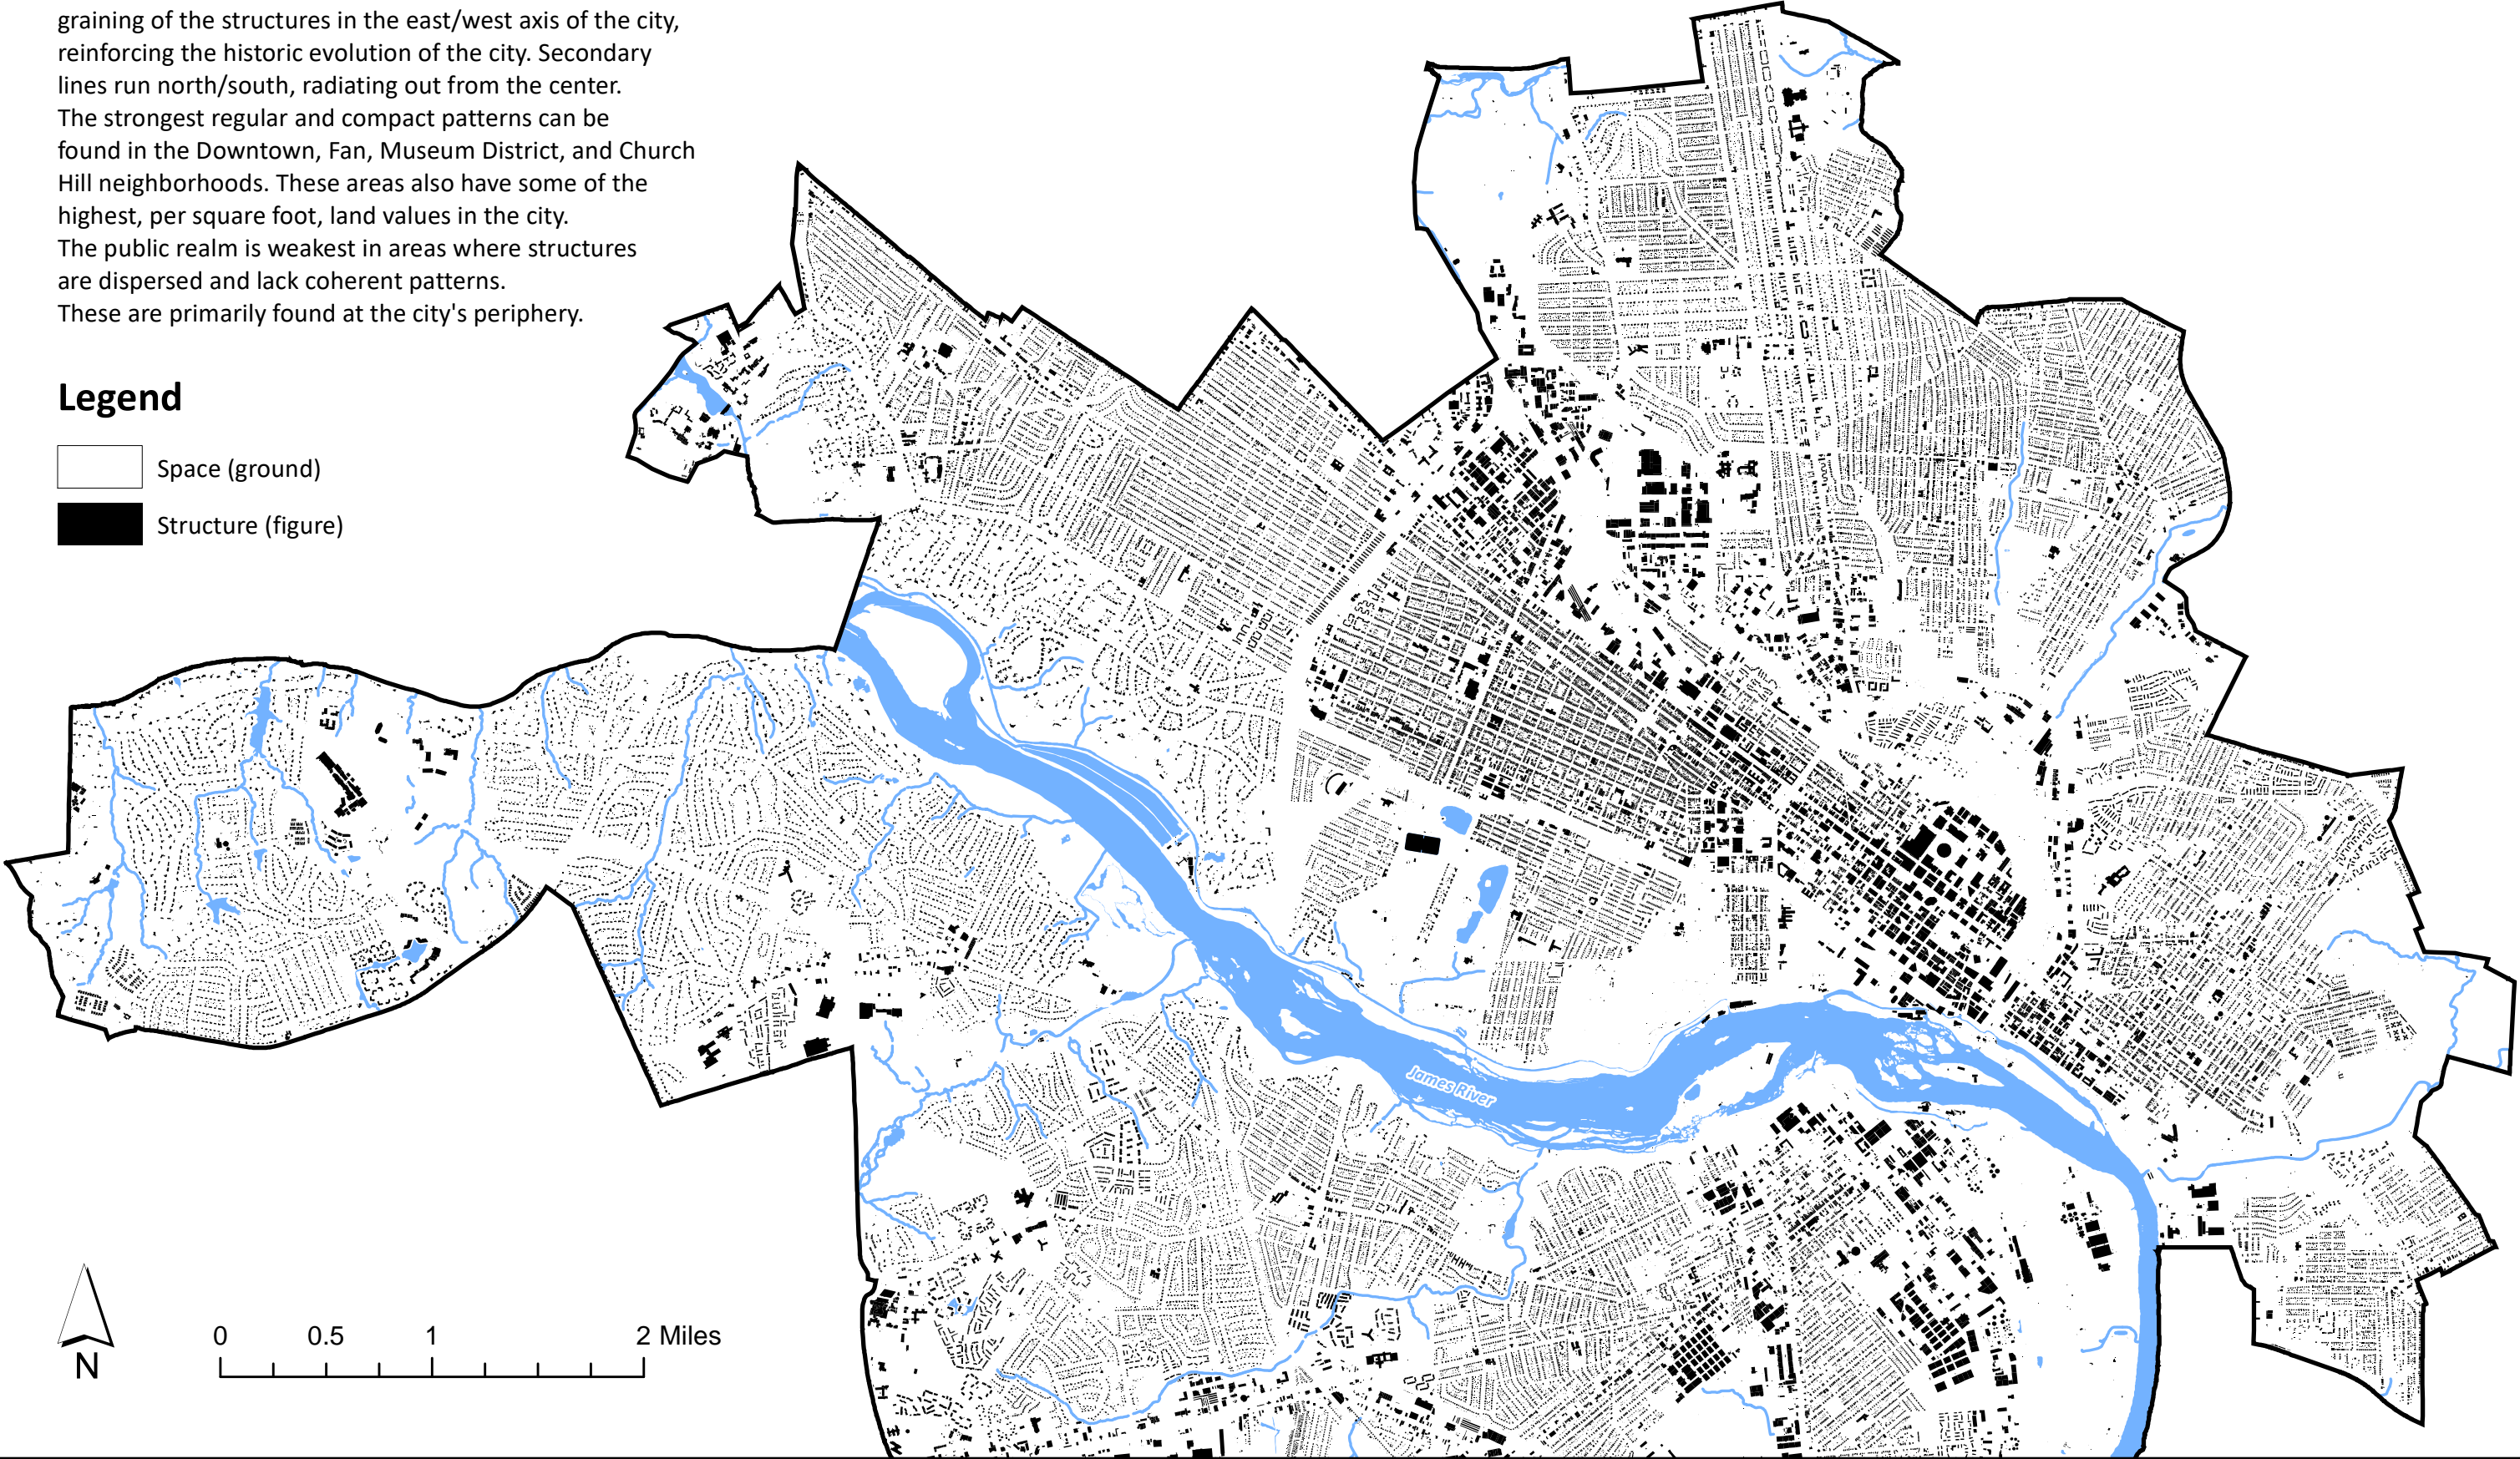 graining of the structures in the east/west axis of the city,
reinforcing the historic evolution of the city. Secondary
lines run north/south, radiating out from the center.
The strongest regular and compact patterns can be
found in the Downtown, Fan, Museum District, and Church
Hill neighborhoods. These areas also have some of the
highest, per square foot, land values in the city.
The public realm is weakest in areas where structures
are dispersed and lack coherent patterns.
These are primarily found at the city's periphery.
Legend
Space (ground)
Structure (figure)
James River
N
0 0.5 1 2 Miles